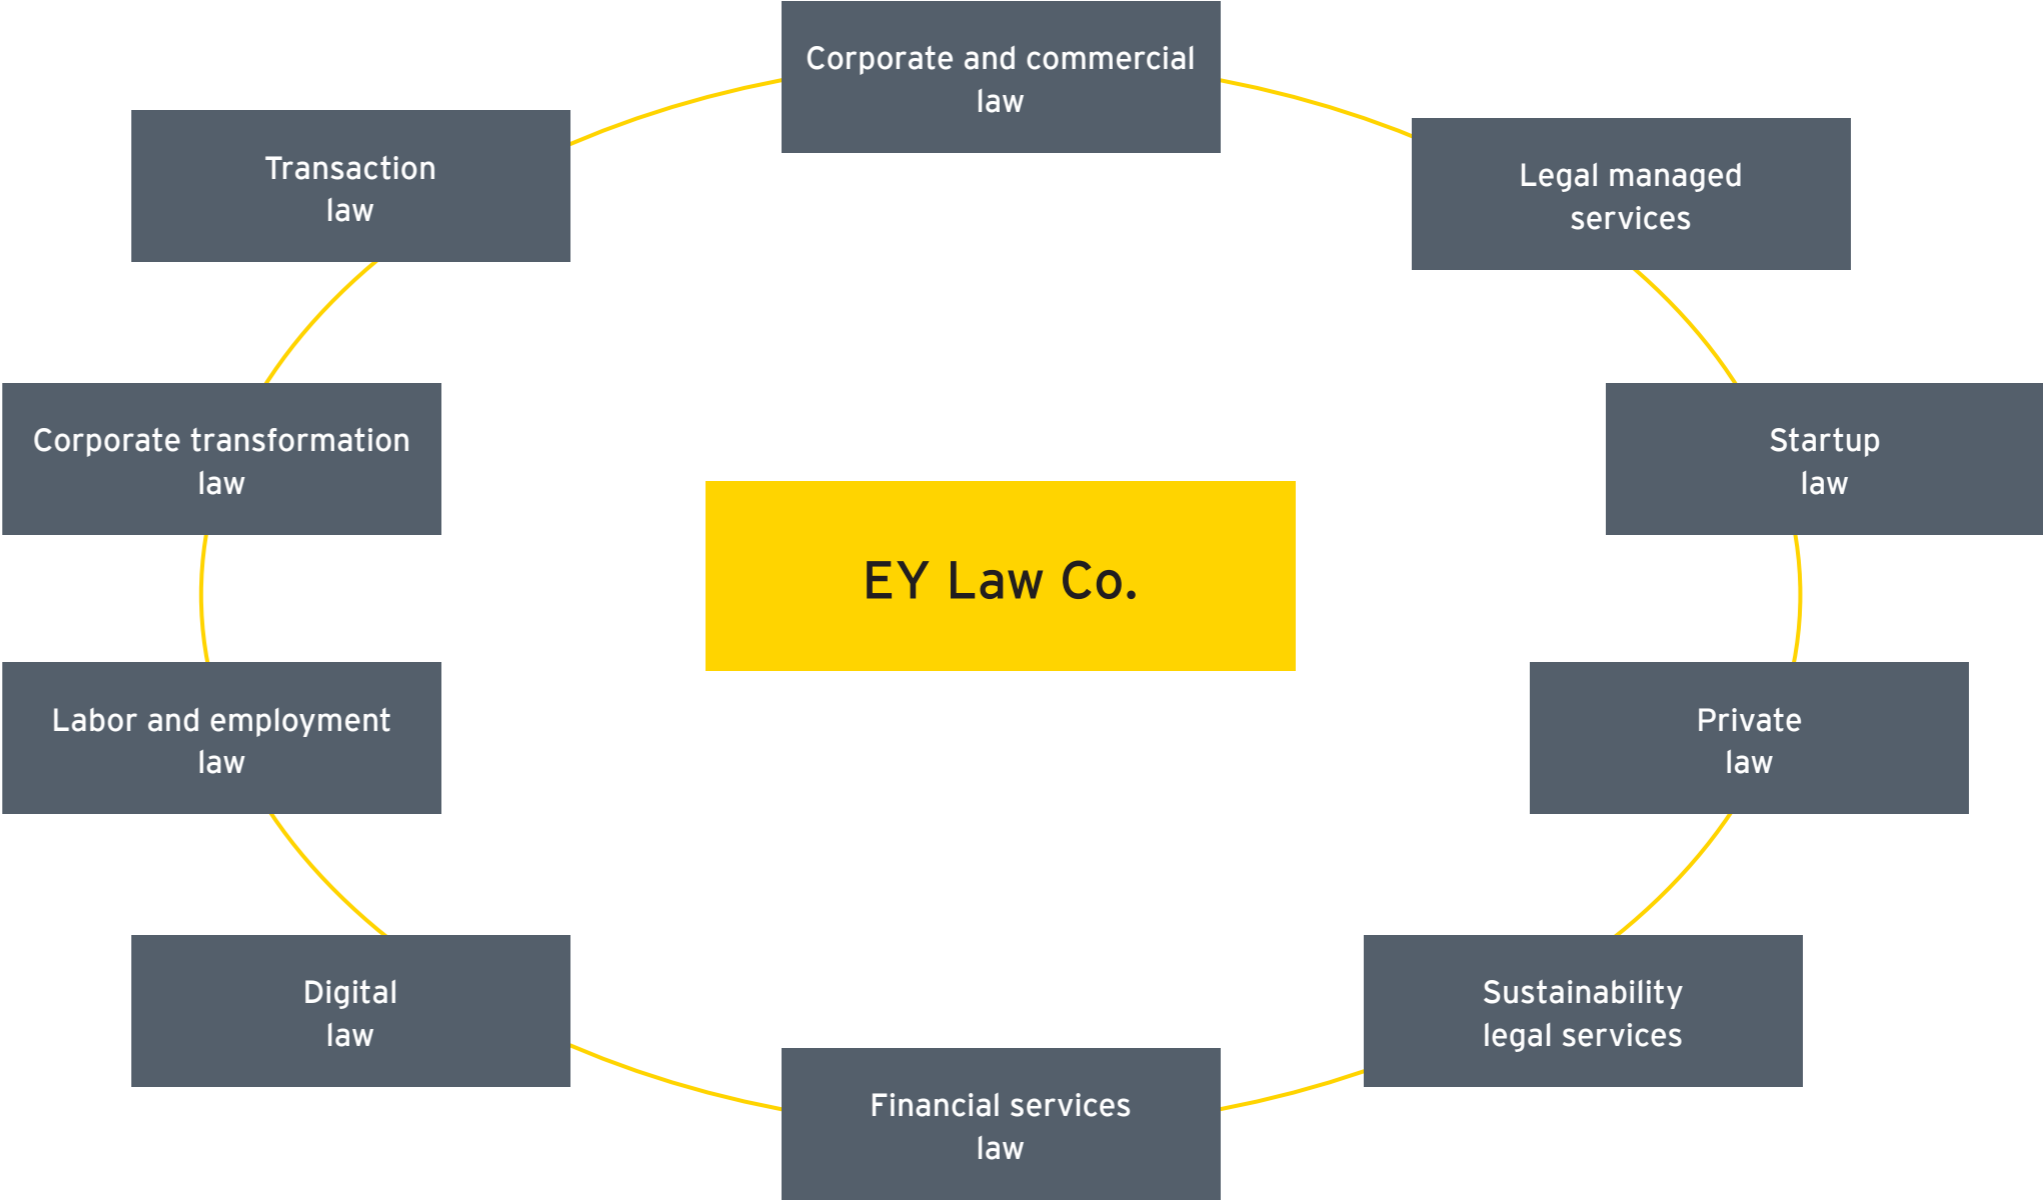 Corporate and commercial
law
Transaction
law
Legal managed
services
Corporate transformation
law
Startup
law
EY Law Co.
Labor and employment
law
Private
law
Digital
law
Sustainability
legal services
Financial services
law